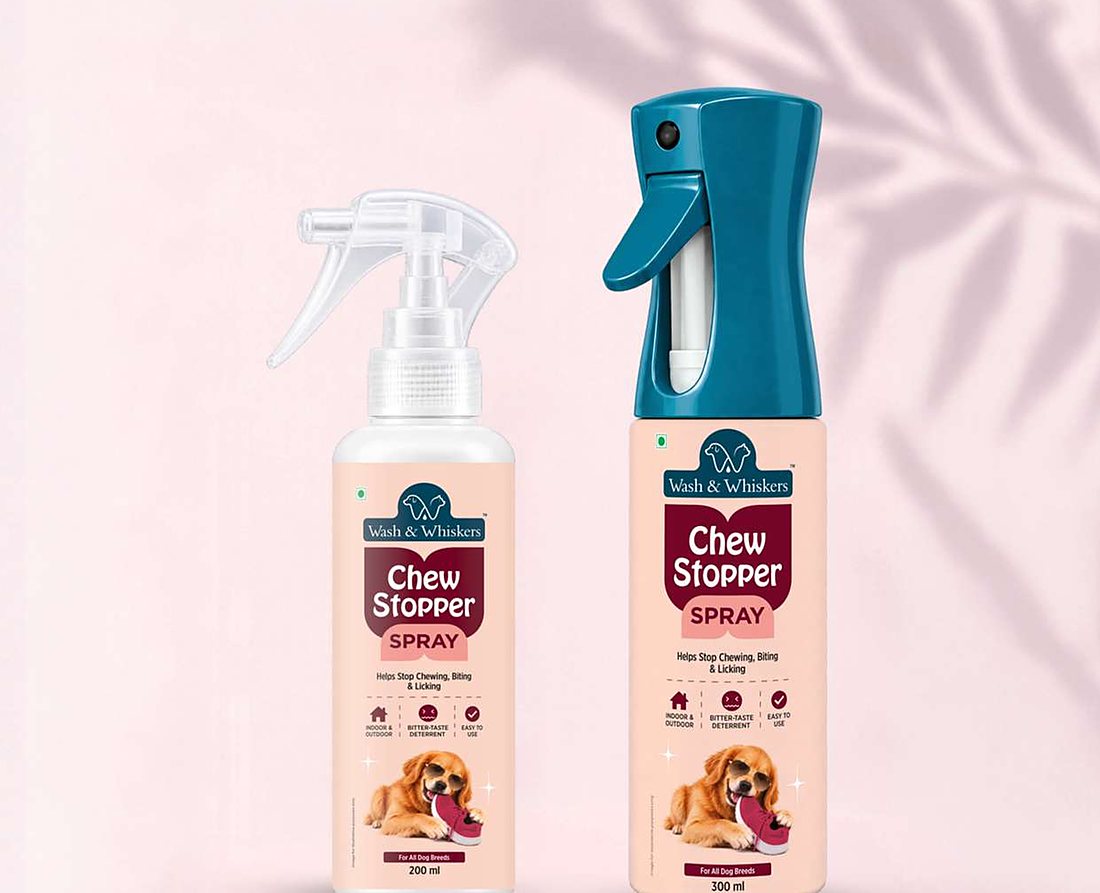 Wash & Whiskers
TM
Chew
Stopper
SPRAY
Helps Stop Chewing, Biting
& Licking
INDOOR &
OUTDOOR
BITTER-TASTE
DETERRENT
EASY TO
USE
For All Dog Breeds
200 ml
Wash & Whiskers
TM
Chew
Stopper
SPRAY
Helps Stop Chewing, Biting
& Licking
INDOOR &
OUTDOOR
BITTER-TASTE
DETERRENT
EASY TO
USE
For All Dog Breeds
300 ml